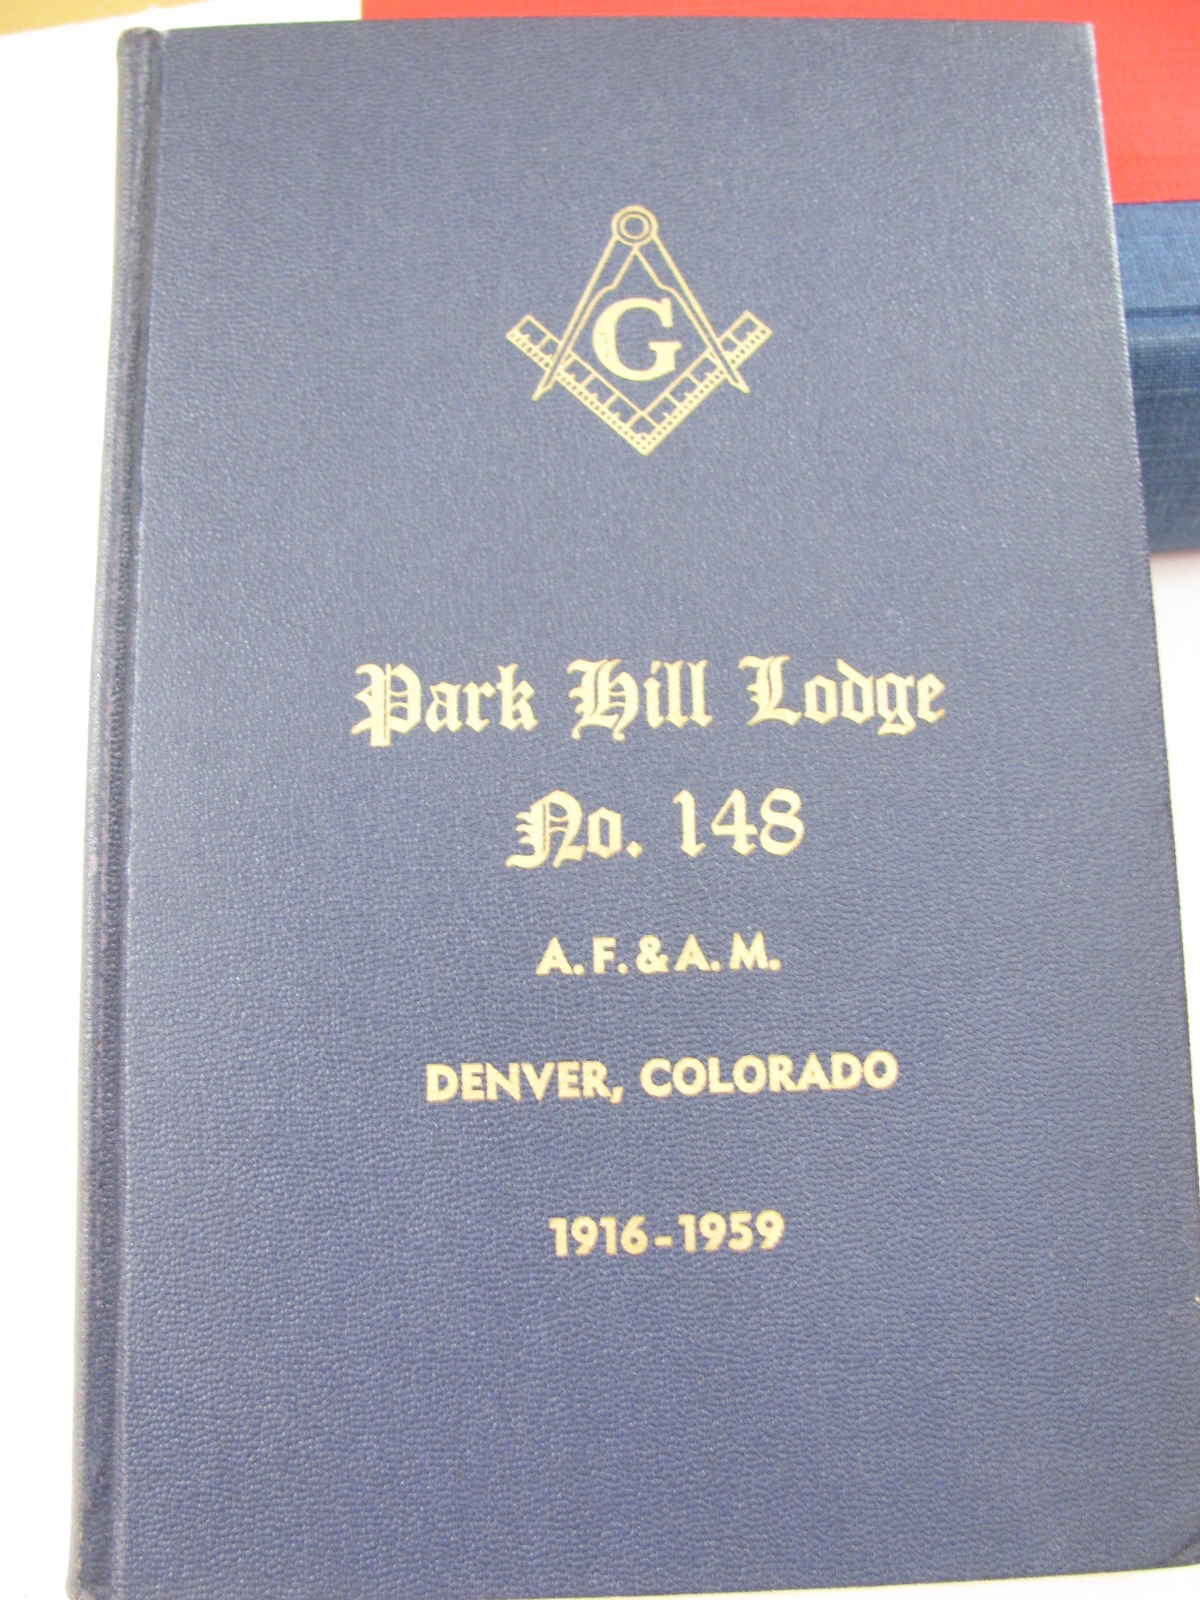 G
Park Hill Lodge
No. 148
A. F. & A. M.
DENVER, COLORADO
1916-1959